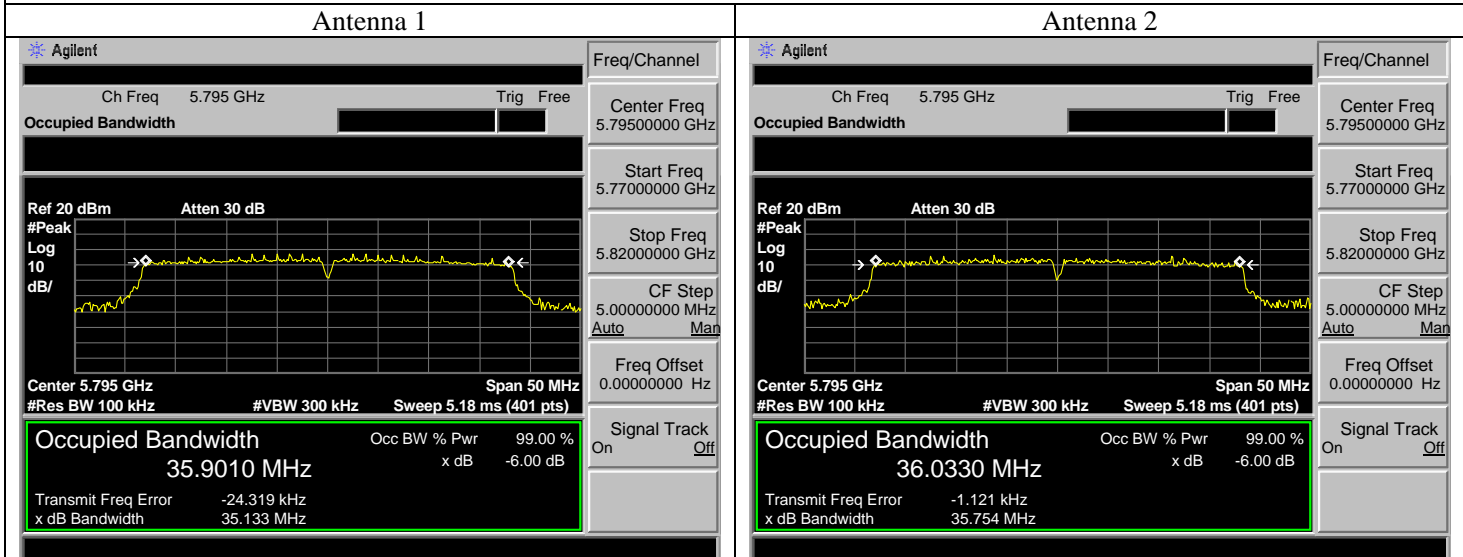 Antenna 1
Agilent
Freq/Channel
Ch Freq 5.795 GHz Trig Free
Occupied Bandwidth
Center Freq
5.79500000 GHz
Start Freq
5.77000000 GHz
Ref 20 dBm Atten 30 dB
#Peak
Log
10
dB/
Stop Freq
5.82000000 GHz
CF Step
5.00000000 MHz
Auto Man
Freq Offset
0.00000000 Hz
Center 5.795 GHz Span 50 MHz
#Res BW 100 kHz #VBW 300 kHz Sweep 5.18 ms (401 pts)
Signal Track
On Off
Occupied Bandwidth Occ BW % Pwr 99.00 %
35.9010 MHz x dB -6.00 dB
Transmit Freq Error -24.319 kHz
x dB Bandwidth 35.133 MHz
Antenna 2
Agilent
Freq/Channel
Ch Freq 5.795 GHz Trig Free
Occupied Bandwidth
Center Freq
5.79500000 GHz
Start Freq
5.77000000 GHz
Ref 20 dBm Atten 30 dB
#Peak
Log
10
dB/
Stop Freq
5.82000000 GHz
CF Step
5.00000000 MHz
Auto Man
Freq Offset
0.00000000 Hz
Center 5.795 GHz Span 50 MHz
#Res BW 100 kHz #VBW 300 kHz Sweep 5.18 ms (401 pts)
Signal Track
On Off
Occupied Bandwidth Occ BW % Pwr 99.00 %
36.0330 MHz x dB -6.00 dB
Transmit Freq Error -1.121 kHz
x dB Bandwidth 35.754 MHz